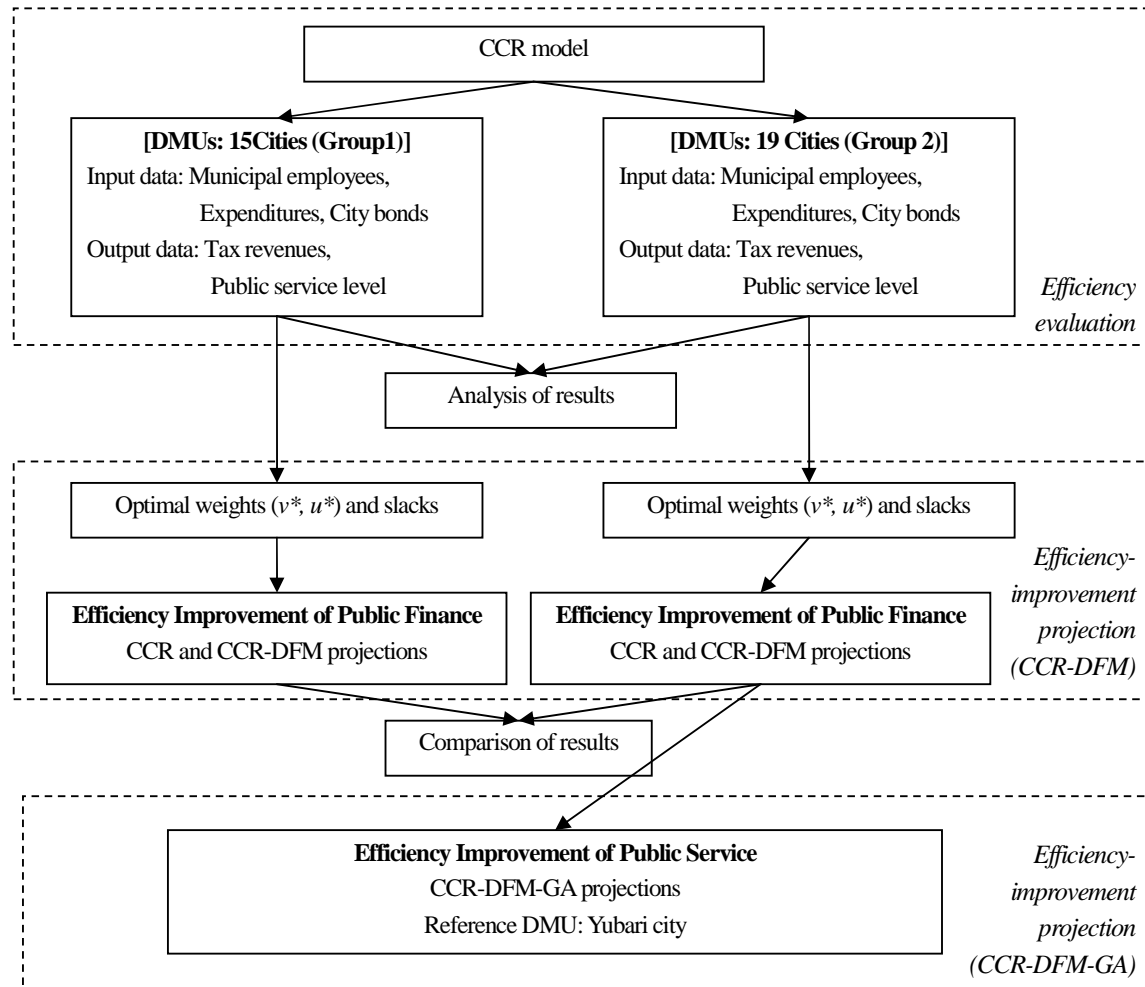 CCR model
[DMUs: 15Cities (Group1)]
Input data: Municipal employees,
Expenditures, City bonds
Output data: Tax revenues,
Public service level
[DMUs: 19 Cities (Group 2)]
Input data: Municipal employees,
Expenditures, City bonds
Output data: Tax revenues,
Public service level
Efficiency
evaluation
Analysis of results
Optimal weights (v*, u*) and slacks
Optimal weights (v*, u*) and slacks
Efficiency Improvement of Public Finance
CCR and CCR-DFM projections
Efficiency Improvement of Public Finance
CCR and CCR-DFM projections
Efficiency-
improvement
projection
(CCR-DFM)
Comparison of results
Efficiency Improvement of Public Service
CCR-DFM-GA projections
Reference DMU: Yubari city
Efficiency-
improvement
projection
(CCR-DFM-GA)